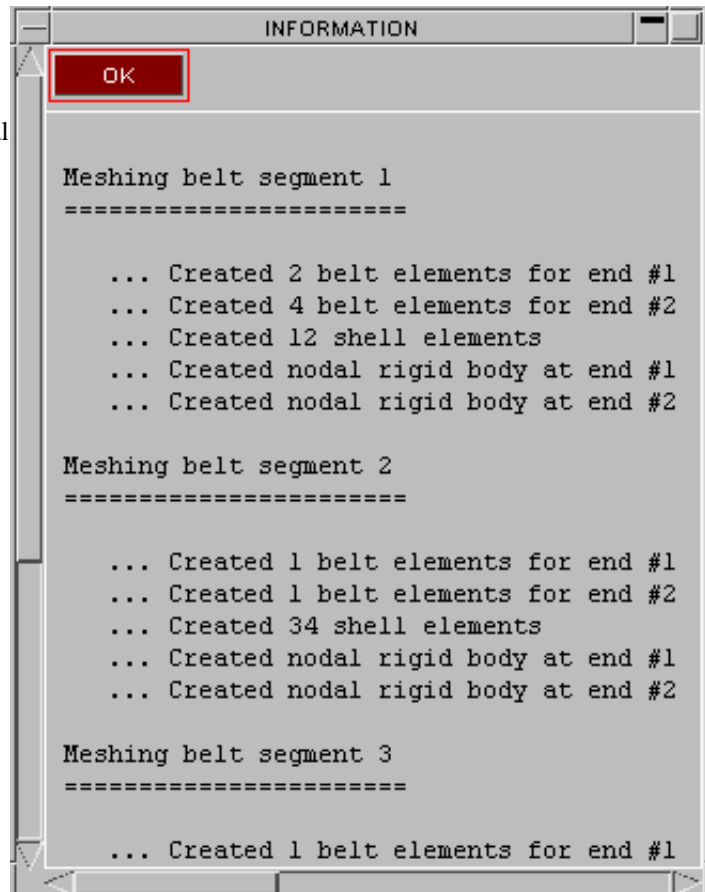 INFORMATION
OK
Meshing belt segment 1
=======================
... Created 2 belt elements for end #1
... Created 4 belt elements for end #2
... Created 12 shell elements
... Created nodal rigid body at end #1
... Created nodal rigid body at end #2
Meshing belt segment 2
=======================
... Created 1 belt elements for end #1
... Created 1 belt elements for end #2
... Created 34 shell elements
... Created nodal rigid body at end #1
... Created nodal rigid body at end #2
Meshing belt segment 3
=======================
... Created 1 belt elements for end #1